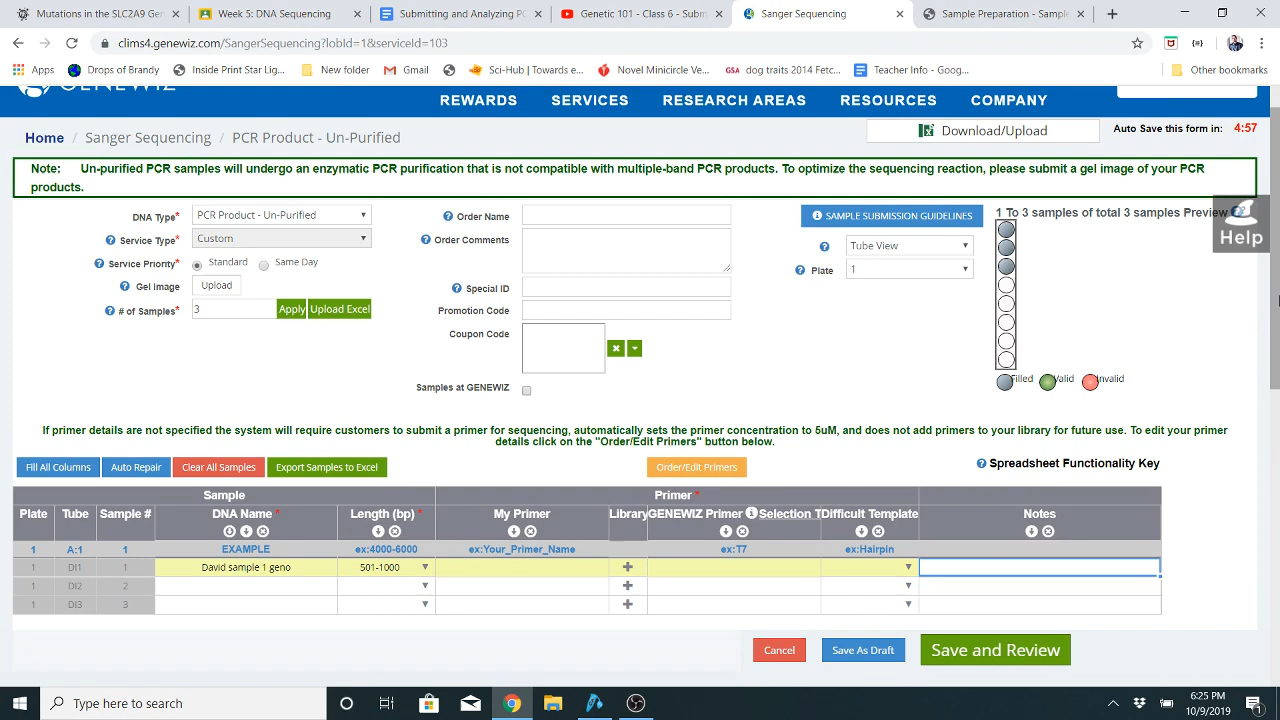 Mutations in the SLC2A9 Gene
Week 5: DNA Sequencing
Submitting and Analyzing PC
Genetic 101 - Class 6 - Subm
Sanger Sequencing
Sample Preparation - Sample
clims4.genewiz.com/SangerSequencing?lobId=1&serviceId=103
Apps
Drops of Brandy
Inside Print Star Lig...
New folder
Gmail
Sci-Hub | Towards e...
Novel Minicircle Ve...
GSA dog traits 2014 Fetc...
Teacher Info - Goog...
Other bookmarks
GENEWIZ
REWARDS SERVICES RESEARCH AREAS RESOURCES COMPANY
Home / Sanger Sequencing / PCR Product - Un-Purified
Download/Upload
Auto Save this form in: 4:57
Note: Un-purified PCR samples will undergo an enzymatic PCR purification that is not compatible with multiple-band PCR products. To optimize the sequencing reaction, please submit a gel image of your PCR
products.
DNA Type* PCR Product - Un-Purified
Service Type* Custom
Service Priority* Standard Same Day
Gel Image Upload
# of Samples* 3 Apply Upload Excel
Order Name
Order Comments
Special ID
Promotion Code
Coupon Code
Samples at GENEWIZ
SAMPLE SUBMISSION GUIDELINES
Tube View
Plate 1
1 To 3 samples of total 3 samples Preview
Filled Valid Invalid
Help
If primer details are not specified the system will require customers to submit a primer for sequencing, automatically sets the primer concentration to 5uM, and does not add primers to your library for future use. To edit your primer
details click on the "Order/Edit Primers" button below.
Fill All Columns Auto Repair Clear All Samples Export Samples to Excel Order/Edit Primers Spreadsheet Functionality Key
Sample Primer *
Plate Tube Sample # DNA Name * Length (bp) * My Primer Library GENEWIZ Primer Selection T Difficult Template Notes
1 A:1 1 EXAMPLE ex:4000-6000 ex:Your_Primer_Name ex:T7 ex:Hairpin
1 DI1 1 David sample 1 geno 501-1000
1 DI2 2
1 DI3 3
Cancel Save As Draft Save and Review
Type here to search
6:25 PM
10/9/2019
1